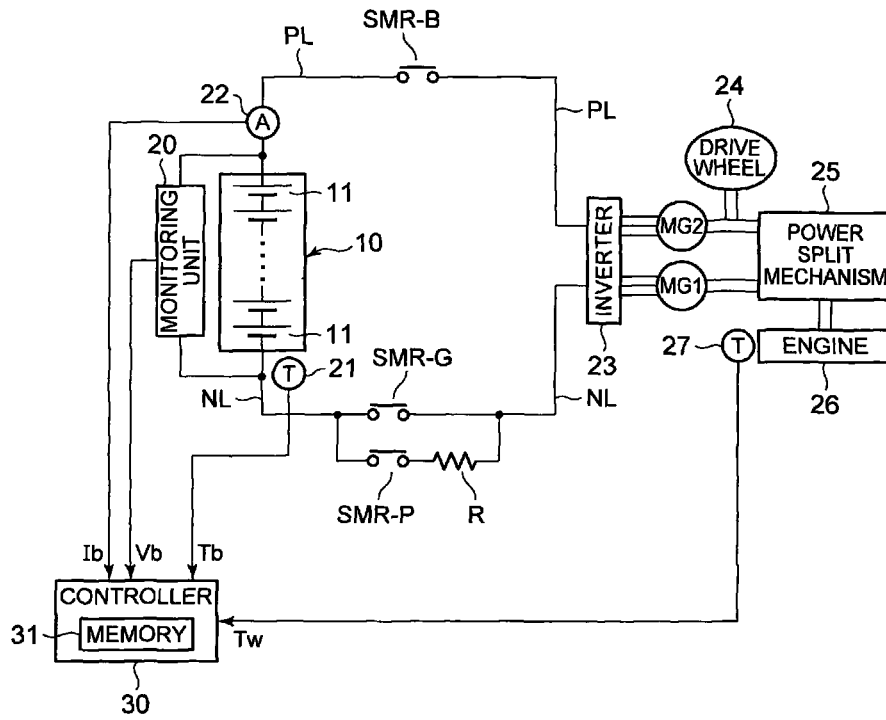 SMR-B
PL
22
A
PL
24
DRIVE
WHEEL
20
MONITORING
UNIT
11
10
11
25
MG2
POWER
SPLIT
MECHANISM
INVERTER
MG1
23
27
T
ENGINE
26
T
21
SMR-G
NL
NL
SMR-P
R
Ib
Vb
Tb
CONTROLLER
31
MEMORY
Tw
30